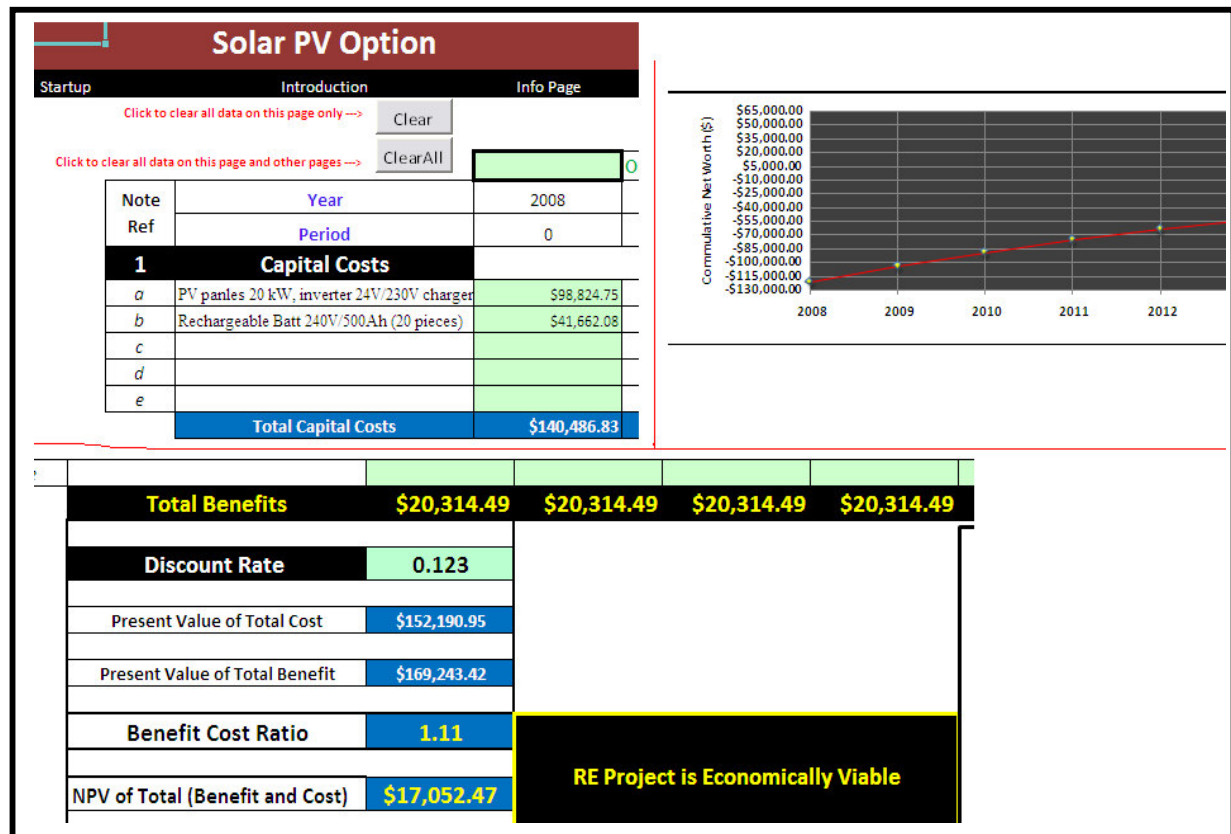 Solar PV Option
Startup Introduction Info Page
Click to clear all data on this page only --->
Clear
Click to clear all data on this page and other pages --->
ClearAll
Note Ref Year 2008
Period 0
1 Capital Costs
a PV panles 20 kW, inverter 24V/230V charger $98,824.75
b Rechargeable Batt 240V/500Ah (20 pieces) $41,662.08
c
d
e
Total Capital Costs $140,486.83
Commulative Net Worth ($)
$65,000.00
$50,000.00
$35,000.00
$20,000.00
$5,000.00
-$10,000.00
-$25,000.00
-$40,000.00
-$55,000.00
-$70,000.00
-$85,000.00
-$100,000.00
-$115,000.00
-$130,000.00
2008 2009 2010 2011 2012
Total Benefits $20,314.49 $20,314.49 $20,314.49 $20,314.49
Discount Rate 0.123
Present Value of Total Cost $152,190.95
Present Value of Total Benefit $169,243.42
Benefit Cost Ratio 1.11
RE Project is Economically Viable
NPV of Total (Benefit and Cost) $17,052.47